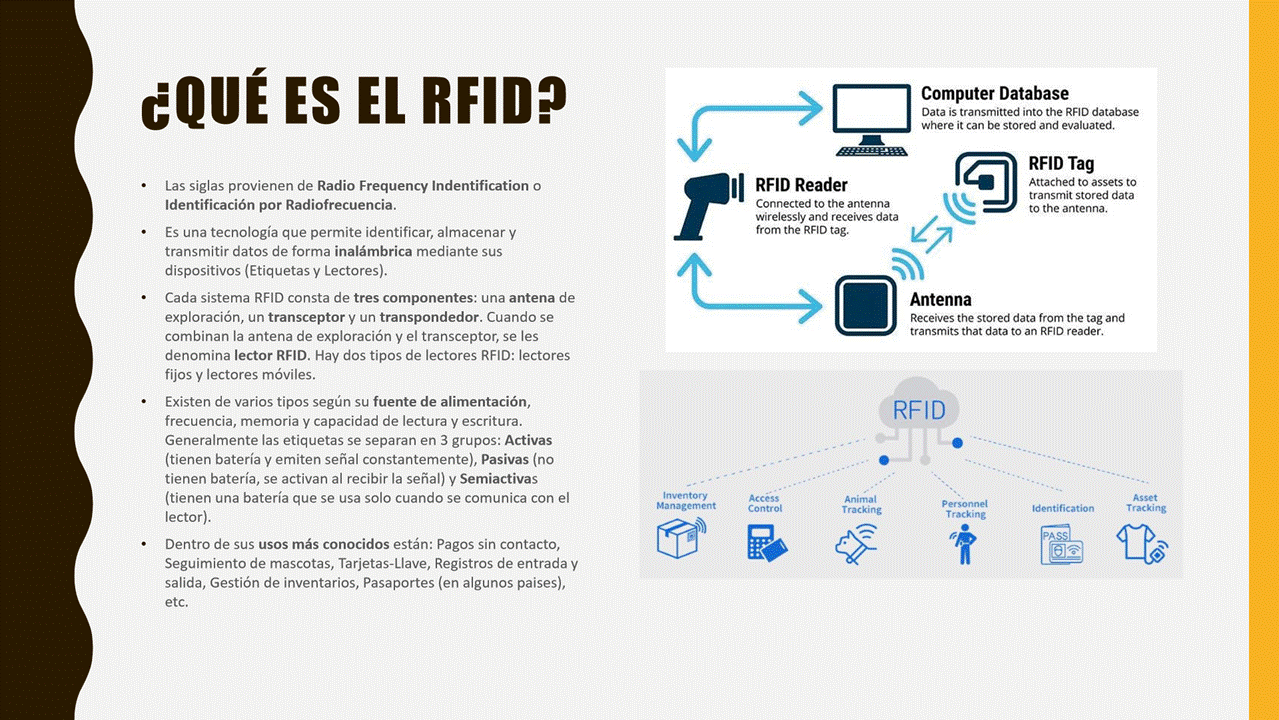 ¿QUÉ ES EL RFID?
• Las siglas provienen de Radio Frequency Indentification o
Identificación por Radiofrecuencia.
• Es una tecnología que permite identificar, almacenar y
transmitir datos de forma inalámbrica mediante sus
dispositivos (Etiquetas y Lectores).
• Cada sistema RFID consta de tres componentes: una antena de
exploración, un transceptor y un transpondedor. Cuando se
combinan la antena de exploración y el transceptor, se les
denomina lector RFID. Hay dos tipos de lectores RFID: lectores
fijos y lectores móviles.
• Existen de varios tipos según su fuente de alimentación,
frecuencia, memoria y capacidad de lectura y escritura.
Generalmente las etiquetas se separan en 3 grupos: Activas
(tienen batería y emiten señal constantemente), Pasivas (no
tienen batería, se activan al recibir la señal) y Semiactivas
(tienen una batería que se usa solo cuando se comunica con el
lector).
• Dentro de sus usos más conocidos están: Pagos sin contacto,
Seguimiento de mascotas, Tarjetas-Llave, Registros de entrada y
salida, Gestión de inventarios, Pasaportes (en algunos paises),
etc.
Computer Database
Data is transmitted into the RFID database
where it can be stored and evaluated.
RFID Tag
Attached to assets to
transmit stored data
to the antenna.
RFID Reader
Connected to the antenna
wirelessly and receives data
from the RFID tag.
Antenna
Receives the stored data from the tag and
transmits that data to an RFID reader.
RFID
Inventory
Management
Access
Control
Animal
Tracking
Personnel
Tracking
Identification
PASS
Asset
Tracking